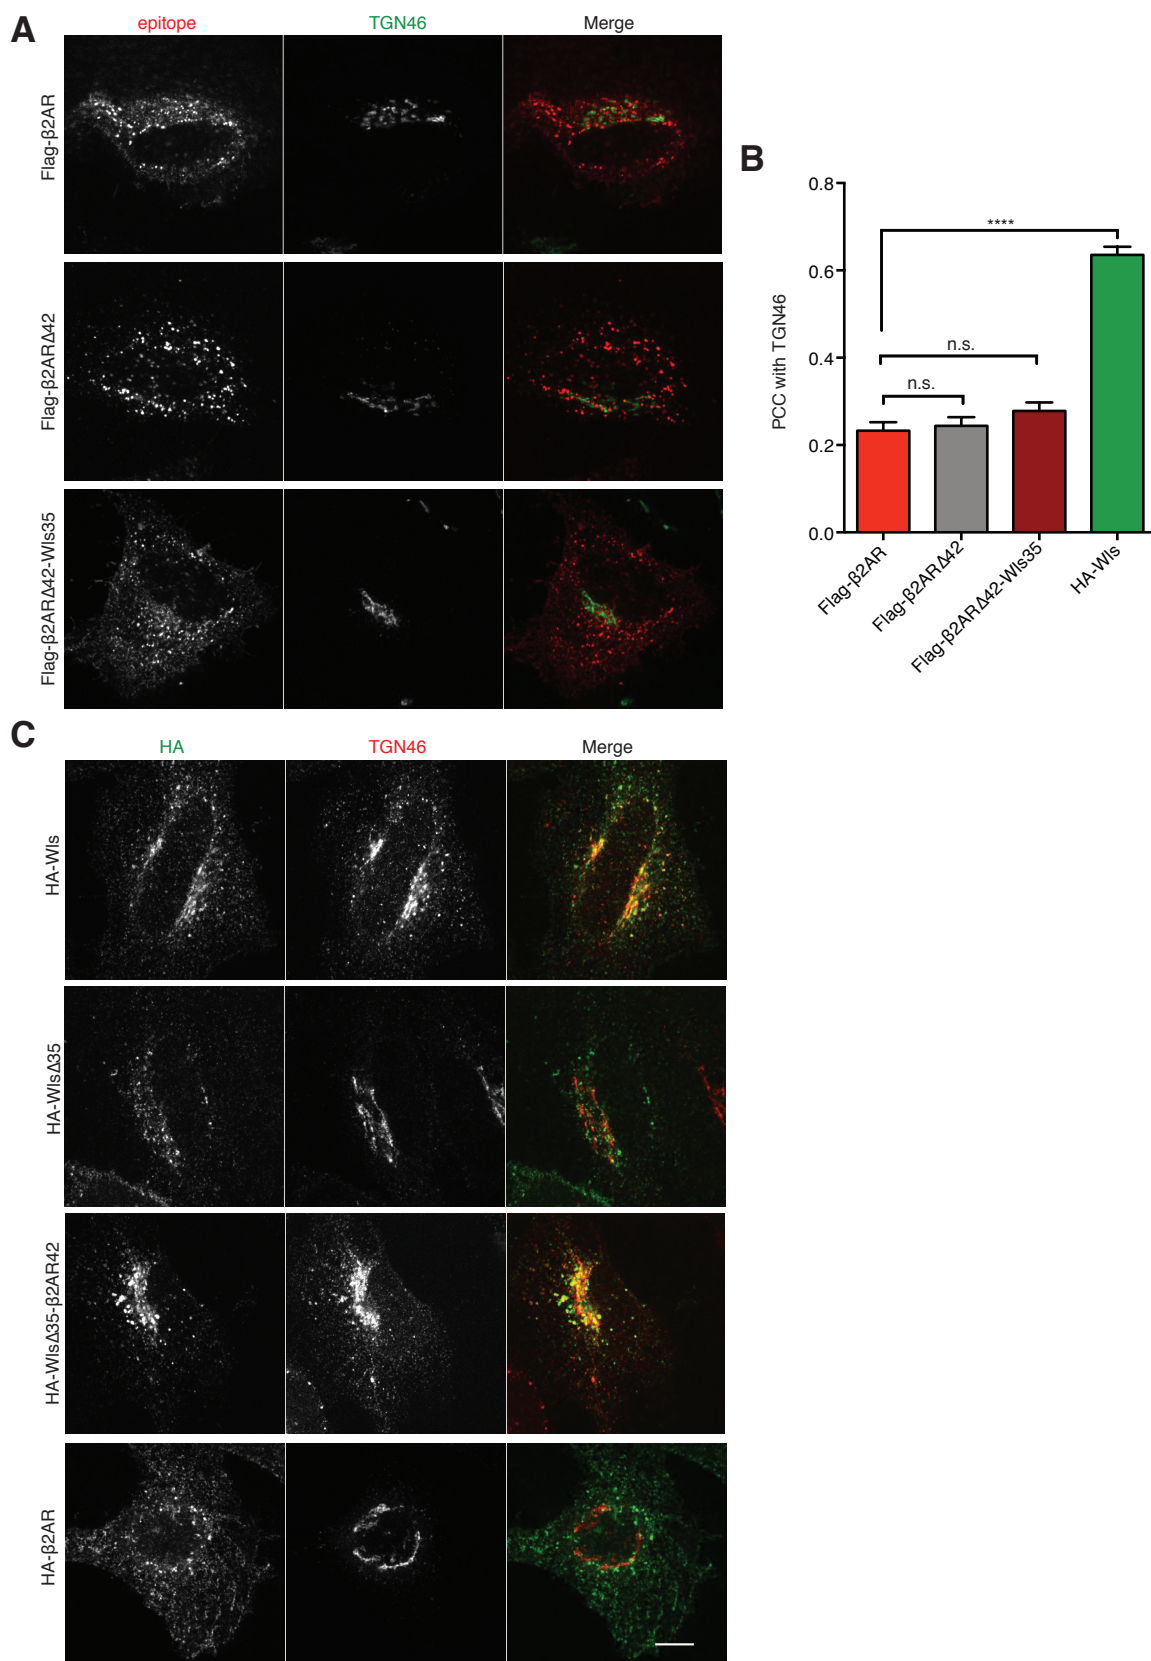 A
epitope
TGN46
Merge
Flag-β2AR
Flag-β2ARΔ42
Flag-β2ARΔ42-Wls35
B
PCC with TGN46
0.8
0.6
0.4
0.2
0.0
****
n.s.
n.s.
Flag-β2AR
Flag-β2ARΔ42
Flag-β2ARΔ42-Wls35
HA-Wls
C
HA
TGN46
Merge
HA-Wls
HA-WlsΔ35
HA-WlsΔ35-β2AR42
HA-β2AR